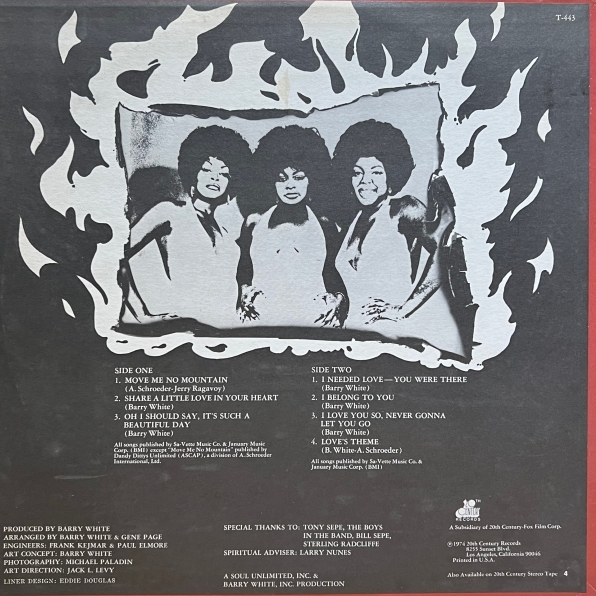 T-443
SIDE ONE
1. MOVE ME NO MOUNTAIN
(A. Schroeder-Jerry Ragavoy)
2. SHARE A LITTLE LOVE IN YOUR HEART
(Barry White)
3. OH I SHOULD SAY, IT'S SUCH A
BEAUTIFUL DAY
(Barry White)
All songs published by Sa-Vette Music Co. & January Music
Corp. (BMI) except "Move Me No Mountain" published by
Dandy Dittys Unlimited (ASCAP), a division of A. Schroeder
International, Ltd.
SIDE TWO
1. I NEEDED LOVE—YOU WERE THERE
(Barry White)
2. I BELONG TO YOU
(Barry White)
3. I LOVE YOU SO, NEVER GONNA
LET YOU GO
(Barry White)
4. LOVE'S THEME
(B. White-A. Schroeder)
All songs published by Sa-Vette Music Co. &
January Music Corp. (BMI)
PRODUCED BY BARRY WHITE
ARRANGED BY BARRY WHITE & GENE PAGE
ENGINEERS: FRANK KEJMAR & PAUL ELMORE
ART CONCEPT: BARRY WHITE
PHOTOGRAPHY: MICHAEL PALADIN
ART DIRECTION: JACK L. LEVY
LINER DESIGN: EDDIE DOUGLAS
SPECIAL THANKS TO: TONY SEPE, THE BOYS
IN THE BAND, BILL SEPE,
STERLING RADCLIFFE
SPIRITUAL ADVISER: LARRY NUNES
A SOUL UNLIMITED, INC. &
BARRY WHITE, INC. PRODUCTION
20th
CENTURY
RECORDS
TM
A Subsidiary of 20th Century-Fox Film Corp.
℗1974 20th Century Records
8255 Sunset Blvd.
Los Angeles, California 90046
Printed in U.S.A.
Also Available on 20th Century Stereo Tape 4